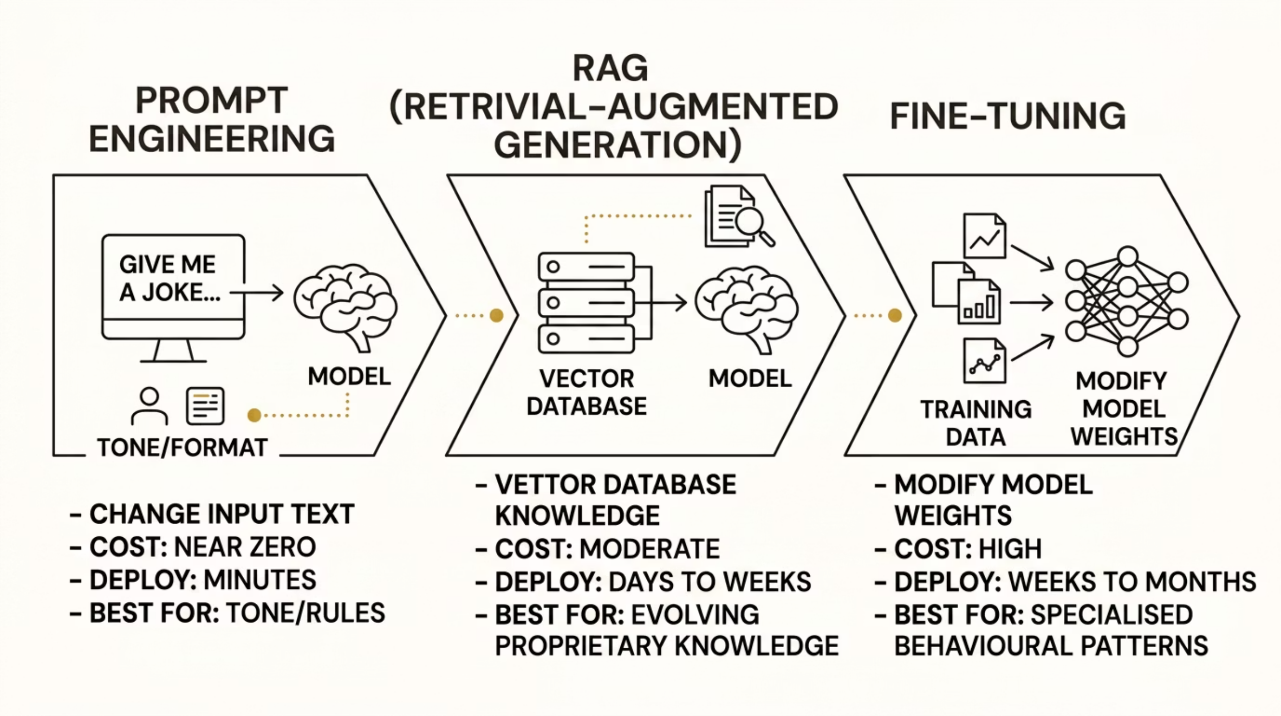 PROMPT
ENGINEERING
GIVE ME
A JOKE...
MODEL
TONE/FORMAT
- CHANGE INPUT TEXT
- COST: NEAR ZERO
- DEPLOY: MINUTES
- BEST FOR: TONE/RULES
RAG
(RETRIVIAL-AUGMENTED
GENERATION)
VECTOR
DATABASE
MODEL
- VETTOR DATABASE
KNOWLEDGE
- COST: MODERATE
- DEPLOY: DAYS TO WEEKS
- BEST FOR: EVOLVING
PROPRIETARY KNOWLEDGE
FINE-TUNING
TRAINING
DATA
MODIFY
MODEL
WEIGHTS
- MODIFY MODEL
WEIGHTS
- COST: HIGH
- DEPLOY: WEEKS TO MONTHS
- BEST FOR: SPECIALISED
BEHAVIOURAL PATTERNS